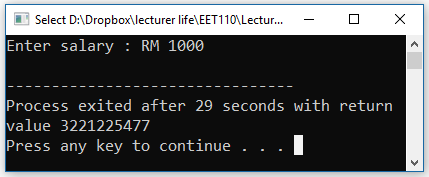 Select D:\Dropbox\lecturer life\EET110\Lectur...
Enter salary : RM 1000
--------------------------------
Process exited after 29 seconds with return
value 3221225477
Press any key to continue . . .